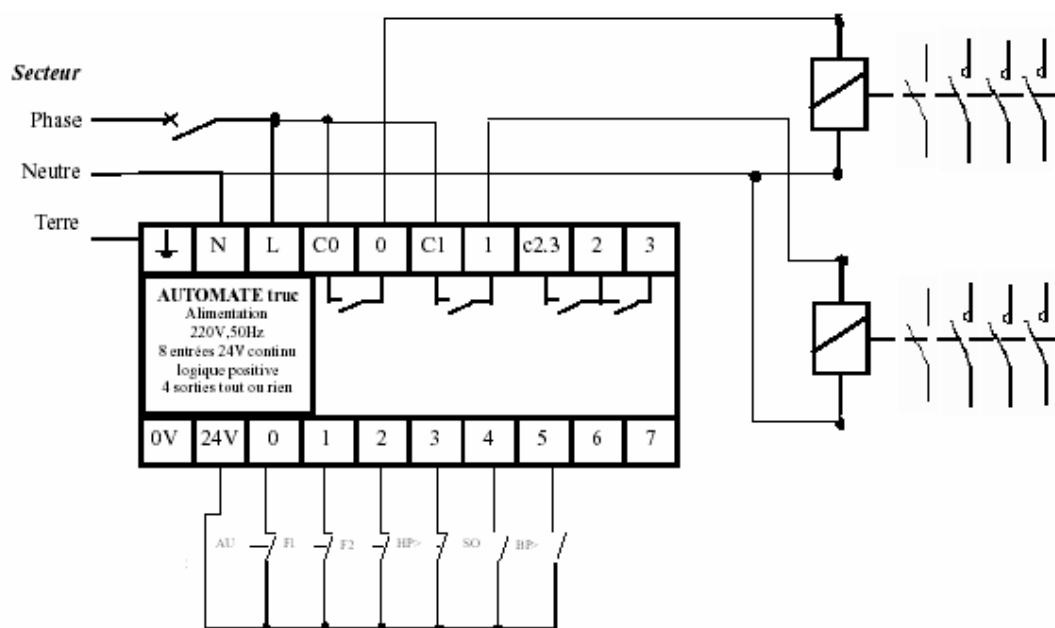 Secteur
Phase
Neutre
Terre
N L C0 0 C1 1 c2.3 2 3
AUTOMATE truc
Alimentation
220V,50Hz
8 entrées 24V continu
logique positive
4 sorties tout ou rien
0V 24V 0 1 2 3 4 5 6 7
AU F1 F2 HP> SO BP>